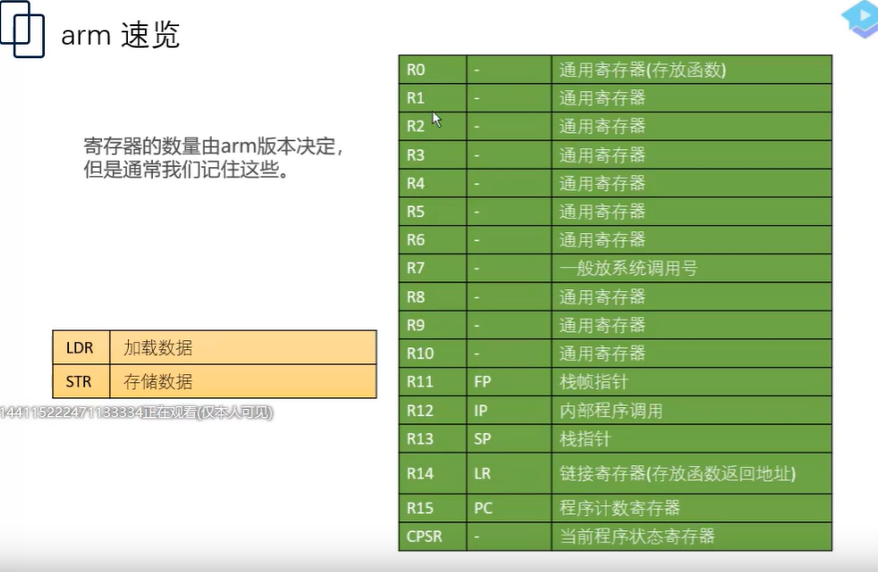 arm 速览
寄存器的数量由arm版本决定，
但是通常我们记住这些。
LDR 加载数据
STR 存储数据
144115222471133334正在观看(仅本人可见)
R0 - 通用寄存器(存放函数)
R1 - 通用寄存器
R2 - 通用寄存器
R3 - 通用寄存器
R4 - 通用寄存器
R5 - 通用寄存器
R6 - 通用寄存器
R7 - 一般放系统调用号
R8 - 通用寄存器
R9 - 通用寄存器
R10 - 通用寄存器
R11 FP 栈帧指针
R12 IP 内部程序调用
R13 SP 栈指针
R14 LR 链接寄存器(存放函数返回地址)
R15 PC 程序计数寄存器
CPSR - 当前程序状态寄存器